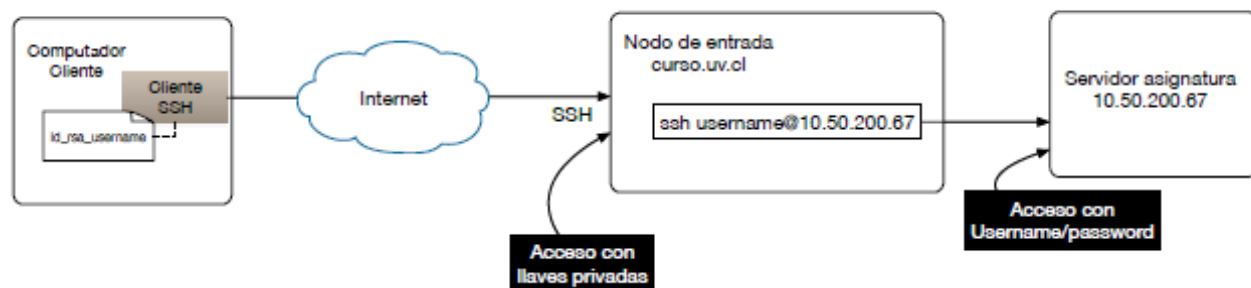 Computador
Cliente
Cliente
SSH
id_rsa_username
Internet
SSH
Nodo de entrada
curso.uv.cl
ssh username@10.50.200.67
Servidor asignatura
10.50.200.67
Acceso con
llaves privadas
Acceso con
Username/password